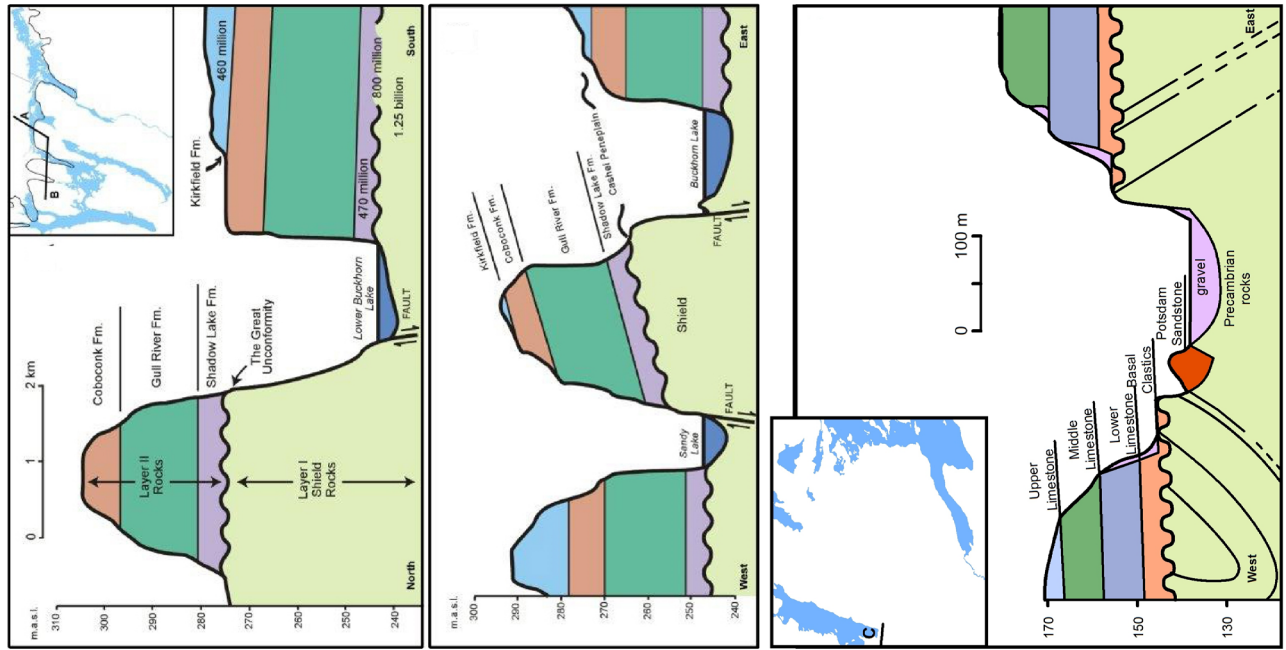 m.a.s.l.
310
300
290
280
270
260
250
240
0
1
2 km
Coboconk Fm.
Gull River Fm.
Shadow Lake Fm.
The Great
Unconformity
Layer II
Rocks
Layer I
Shield
Rocks
North
Lower Buckhorn
Lake
FAULT
Kirkfield Fm.
460 million
470 million
800 million
1.25 billion
South
A
B
m.a.s.l.
300
290
280
270
260
250
240
West
Sandy
Lake
FAULT
Kirkfield Fm.
Coboconk Fm.
Gull River Fm.
Shadow Lake Fm.
Cashel Peneplain
Shield
Buckhorn Lake
FAULT
East
C
170
150
130
Upper
Limestone
Middle
Limestone
Lower
Limestone
Basal
Clastics
Potsdam
Sandstone
gravel
Precambrian
rocks
0
100 m
West
East